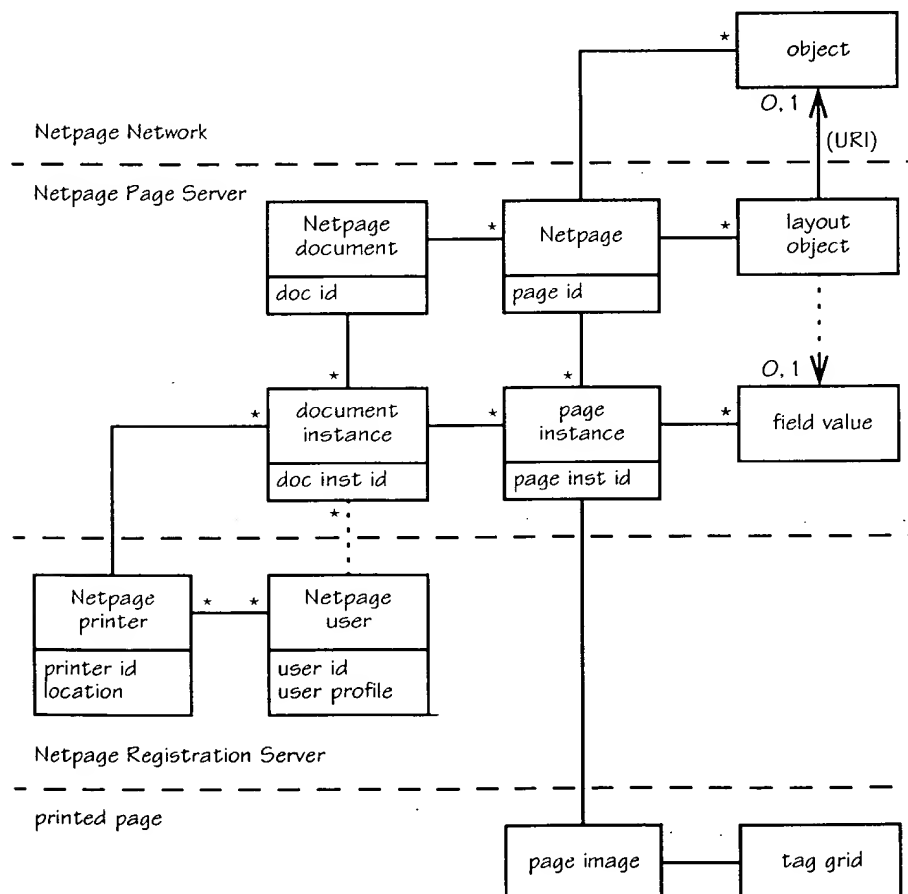 *
object
0, 1
(URI)
Netpage Network
Netpage Page Server
Netpage
document
doc id
*
Netpage
page id
*
layout
object
*
*
0, 1
*
document
instance
doc inst id
*
page
instance
page inst id
*
field value
*
Netpage
printer
printer id
location
* *
Netpage
user
user id
user profile
Netpage Registration Server
printed page
page image
tag grid